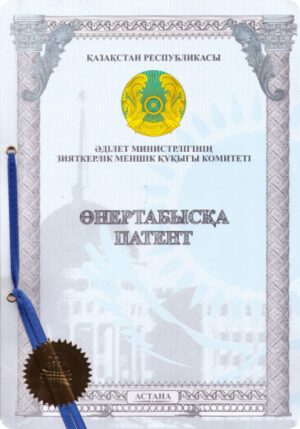 ҚАЗАҚСТАН РЕСПУБЛИКАСЫ
ӘДІЛЕТ МИНИСТРЛІГІНІҢ
ЗИЯТКЕРЛІК МЕНШІК ҚҰҚЫҒЫ КОМИТЕТІ
ӨНЕРТАБЫСҚА
ПАТЕНТ
АСТАНА